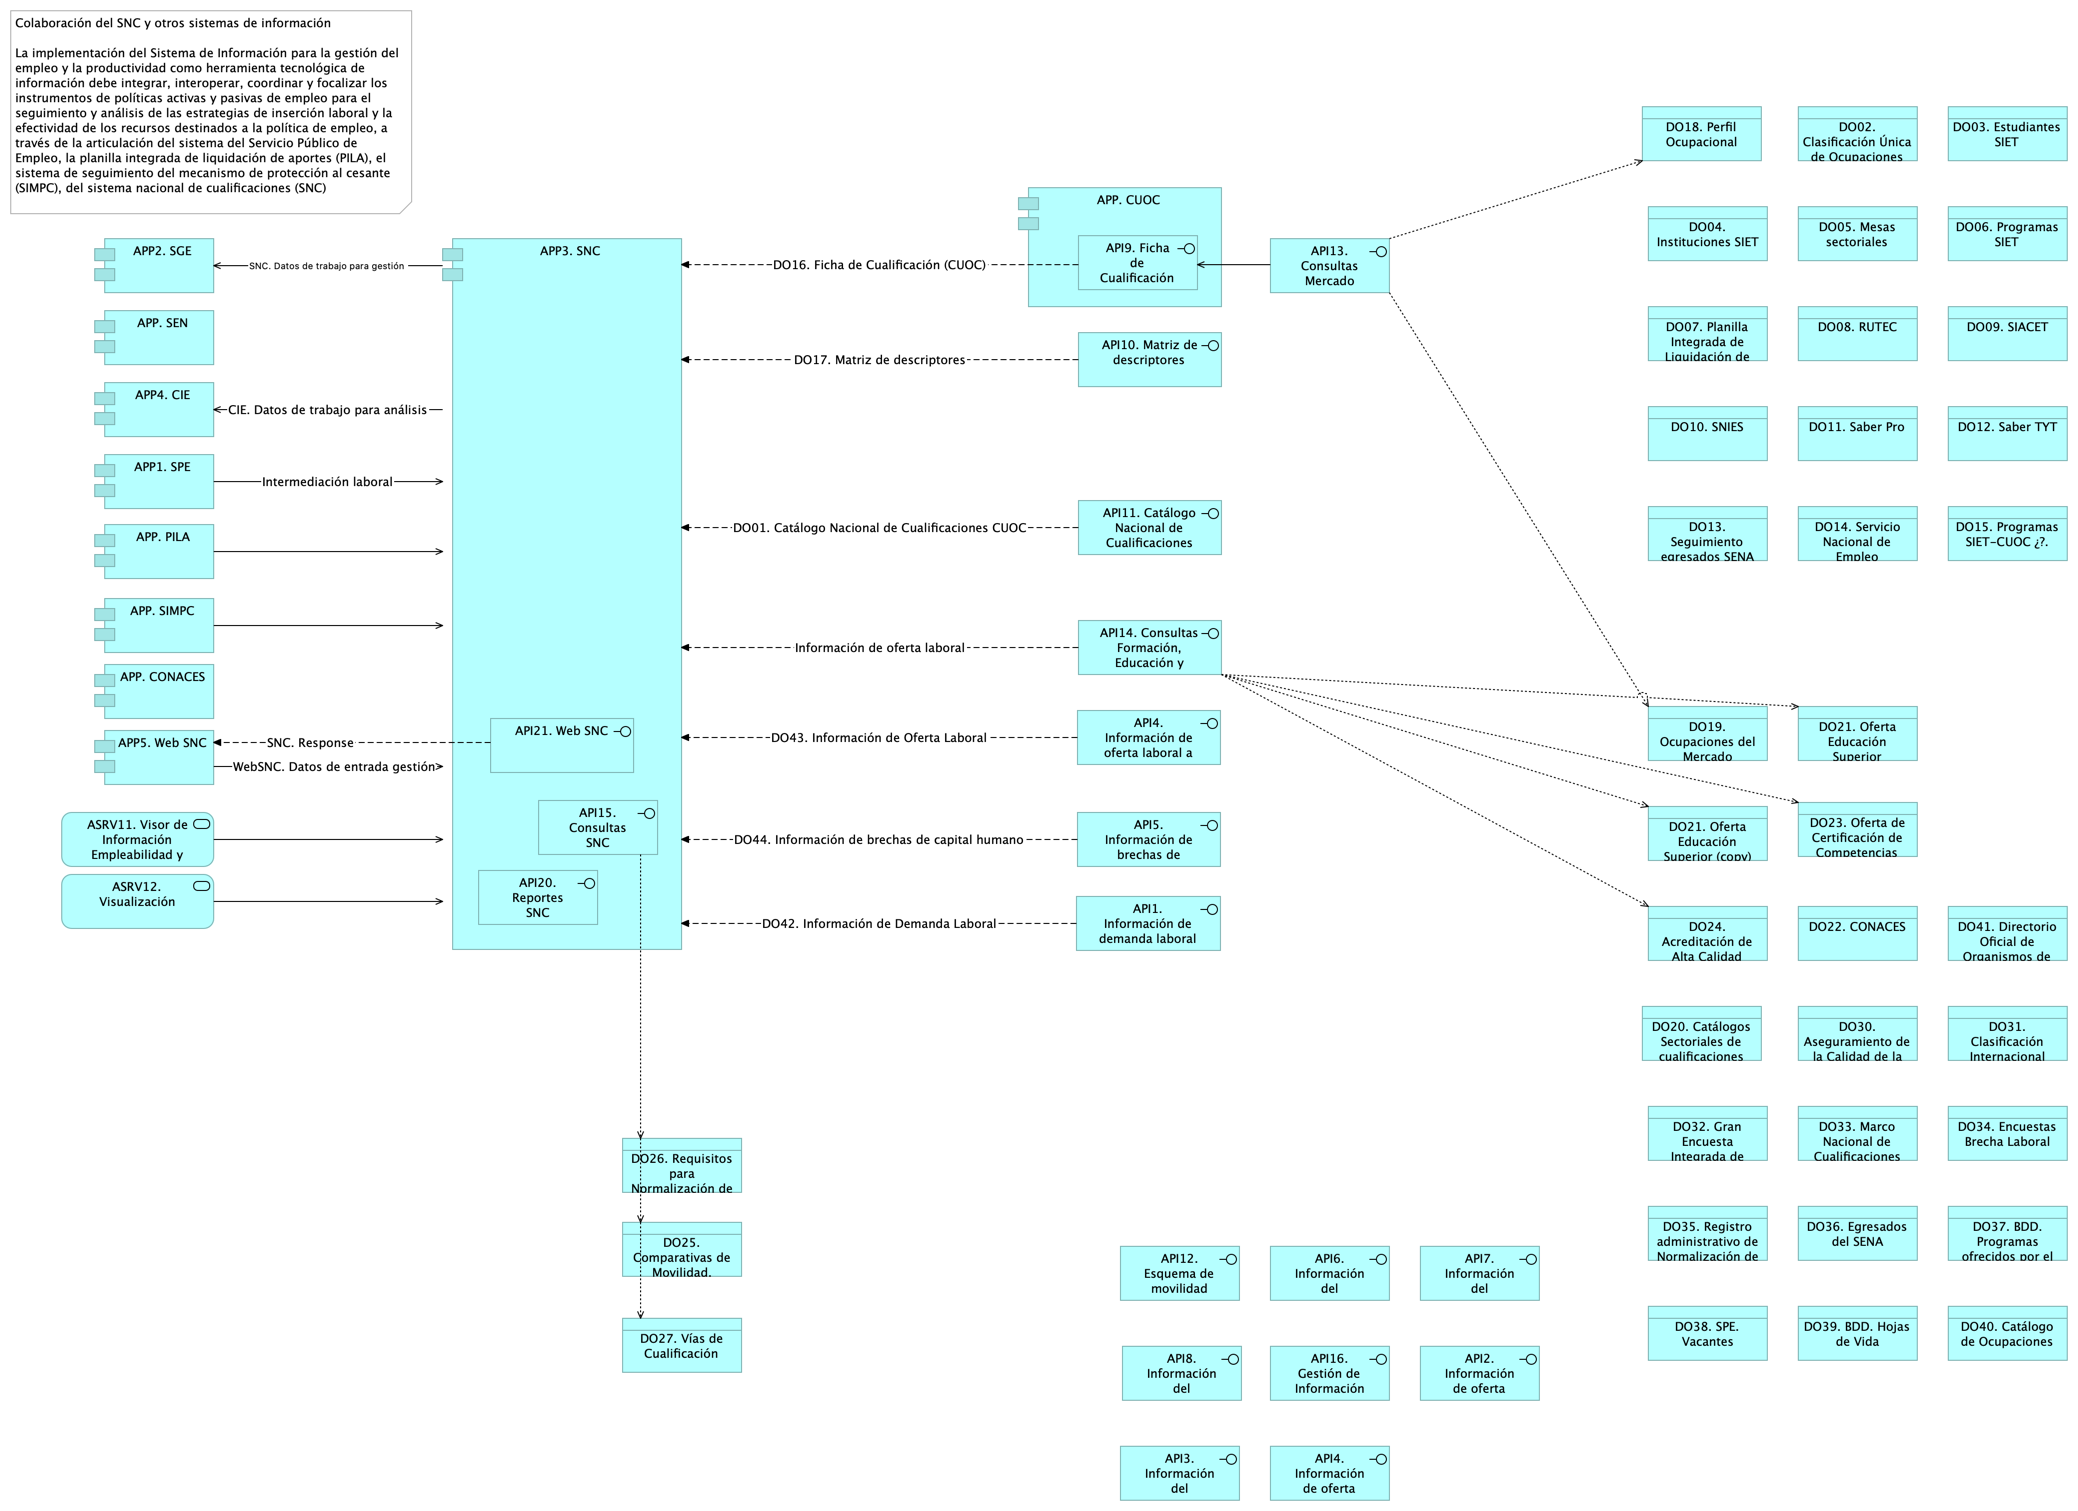 Colaboración del SNC y otros sistemas de información
La implementación del Sistema de Información para la gestión del
empleo y la productividad como herramienta tecnológica de
información debe integrar, interoperar, coordinar y focalizar los
instrumentos de políticas activas y pasivas de empleo para el
seguimiento y análisis de las estrategias de inserción laboral y la
efectividad de los recursos destinados a la política de empleo, a
través de la articulación del sistema del Servicio Público de
Empleo, la planilla integrada de liquidación de aportes (PILA), el
sistema de seguimiento del mecanismo de protección al cesante
(SIMPC), del sistema nacional de cualificaciones (SNC)
APP2. SGE
SNC. Datos de trabajo para gestión
APP. SEN
APP4. CIE
CIE. Datos de trabajo para análisis
APP1. SPE
Intermediación laboral
APP. PILA
APP. SIMPC
APP. CONACES
APP5. Web SNC
SNC. Response
WebSNC. Datos de entrada gestión
ASRV11. Visor de
Información
Empleabilidad y
ASRV12.
Visualización
APP3. SNC
API21. Web SNC
API15.
Consultas
SNC
API20.
Reportes
SNC
DO16. Ficha de Cualificación (CUOC)
DO17. Matriz de descriptores
DO01. Catálogo Nacional de Cualificaciones CUOC
Información de oferta laboral
DO43. Información de Oferta Laboral
DO44. Información de brechas de capital humano
DO42. Información de Demanda Laboral
APP. CUOC
API9. Ficha
de
Cualificación
API13.
Consultas
Mercado
API10. Matriz de
descriptores
API11. Catálogo
Nacional de
Cualificaciones
API14. Consultas
Formación,
Educación y
API4.
Información de
oferta laboral a
API5.
Información de
brechas de
API1.
Información de
demanda laboral
DO26. Requisitos
para
Normalización de
DO25.
Comparativas de
Movilidad.
DO27. Vías de
Cualificación
API12.
Esquema de
movilidad
API6.
Información
del
API7.
Información
del
API8.
Información
del
API16.
Gestión de
Información
API2.
Información
de oferta
API3.
Información
del
API4.
Información
de oferta
DO18. Perfil
Ocupacional
DO02.
Clasificación Única
de Ocupaciones
DO03. Estudiantes
SIET
DO04.
Instituciones SIET
DO05. Mesas
sectoriales
DO06. Programas
SIET
DO07. Planilla
Integrada de
Liquidación de
DO08. RUTEC
DO09. SIACET
DO10. SNIES
DO11. Saber Pro
DO12. Saber TYT
DO13.
Seguimiento
egresados SENA
DO14. Servicio
Nacional de
Empleo
DO15. Programas
SIET-CUOC ¿?.
DO19.
Ocupaciones del
Mercado
DO21. Oferta
Educación
Superior
DO21. Oferta
Educación
Superior (copy)
DO23. Oferta de
Certificación de
Competencias
DO24.
Acreditación de
Alta Calidad
DO22. CONACES
DO41. Directorio
Oficial de
Organismos de
DO20. Catálogos
Sectoriales de
cualificaciones
DO30.
Aseguramiento de
la Calidad de la
DO31.
Clasificación
Internacional
DO32. Gran
Encuesta
Integrada de
DO33. Marco
Nacional de
Cualificaciones
DO34. Encuestas
Brecha Laboral
DO35. Registro
administrativo de
Normalización de
DO36. Egresados
del SENA
DO37. BDD.
Programas
ofrecidos por el
DO38. SPE.
Vacantes
DO39. BDD. Hojas
de Vida
DO40. Catálogo
de Ocupaciones